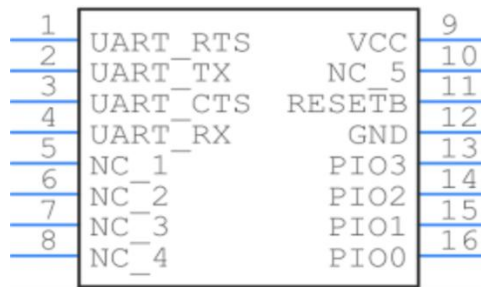 1 UART_RTS VCC 9
2 UART_TX NC_5 10
3 UART_CTS RESETB 11
4 UART_RX GND 12
5 NC_1 PIO3 13
6 NC_2 PIO2 14
7 NC_3 PIO1 15
8 NC_4 PIO0 16